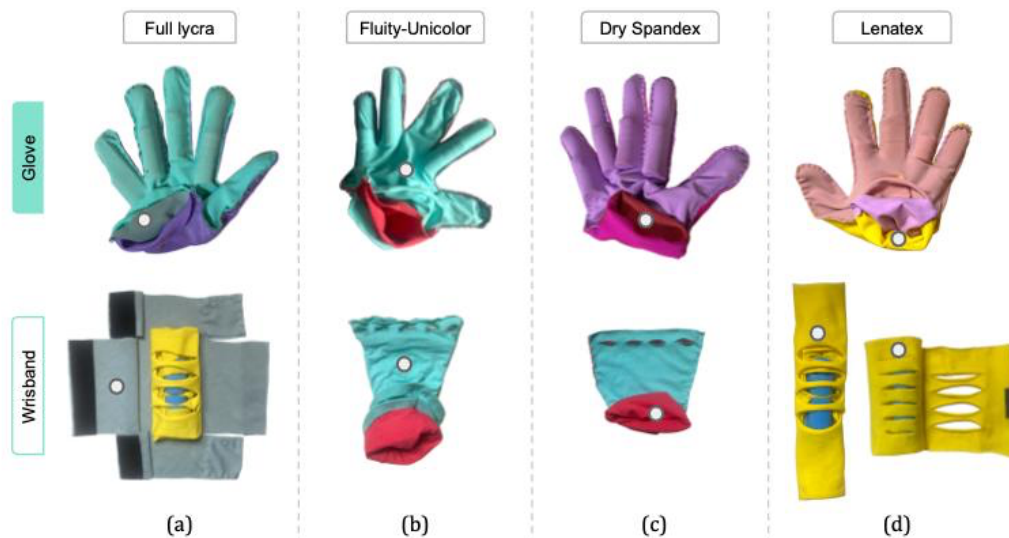 Full lycra
Fluity-Unicolor
Dry Spandex
Lenatex
Glove
Wrisband
(a)
(b)
(c)
(d)